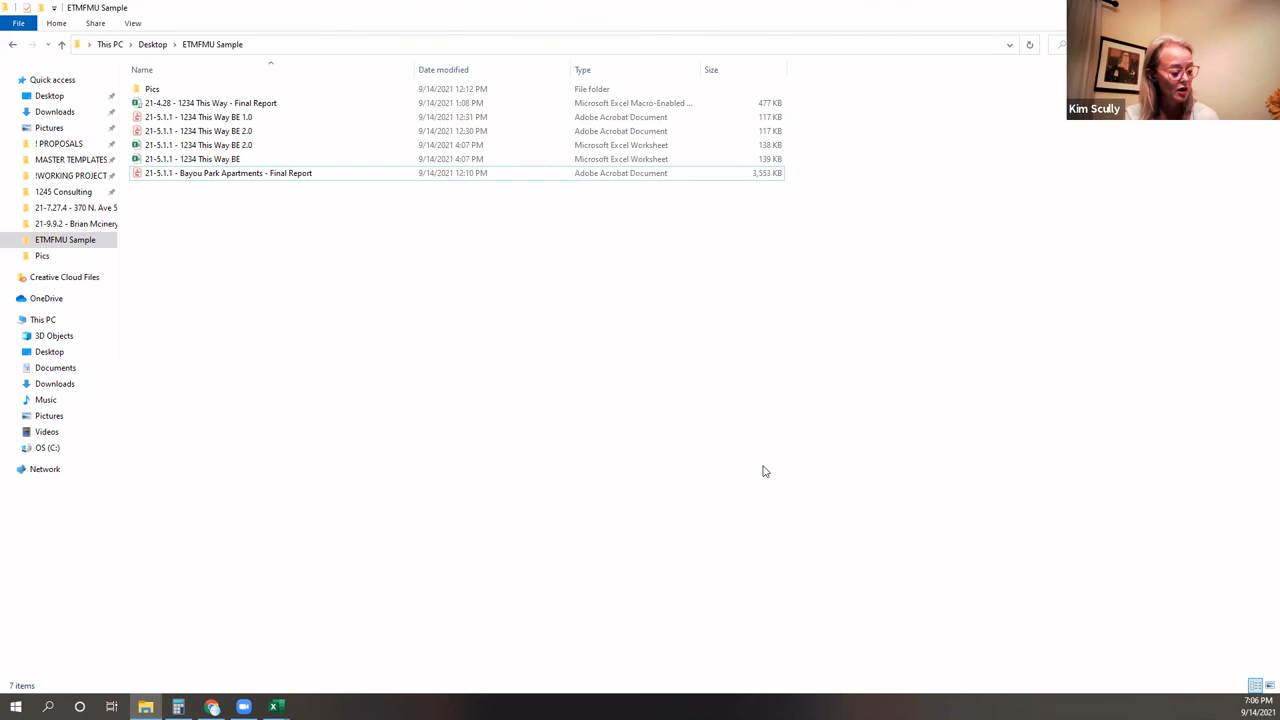 ETMFMU Sample
File Home Share View
This PC Desktop ETMFMU Sample
Name Date modified Type Size
Quick access
Desktop
Downloads
Pictures
! PROPOSALS
MASTER TEMPLATES
!WORKING PROJECT
1245 Consulting
21-7.27.4 - 370 N. Ave 5
21-9.9.2 - Brian Mcinery
ETMFMU Sample
Pics
Creative Cloud Files
OneDrive
This PC
3D Objects
Desktop
Documents
Downloads
Music
Pictures
Videos
OS (C:)
Network
Pics 9/14/2021 12:12 PM File folder
21-4.28 - 1234 This Way - Final Report 9/14/2021 1:08 PM Microsoft Excel Macro-Enabled ... 477 KB
21-5.1.1 - 1234 This Way BE 1.0 9/14/2021 12:31 PM Adobe Acrobat Document 117 KB
21-5.1.1 - 1234 This Way BE 2.0 9/14/2021 12:30 PM Adobe Acrobat Document 117 KB
21-5.1.1 - 1234 This Way BE 2.0 9/14/2021 4:07 PM Microsoft Excel Worksheet 138 KB
21-5.1.1 - 1234 This Way BE 9/14/2021 4:07 PM Microsoft Excel Worksheet 139 KB
21-5.1.1 - Bayou Park Apartments - Final Report 9/14/2021 12:10 PM Adobe Acrobat Document 3,553 KB
Kim Scully
7 items
7:06 PM
9/14/2021